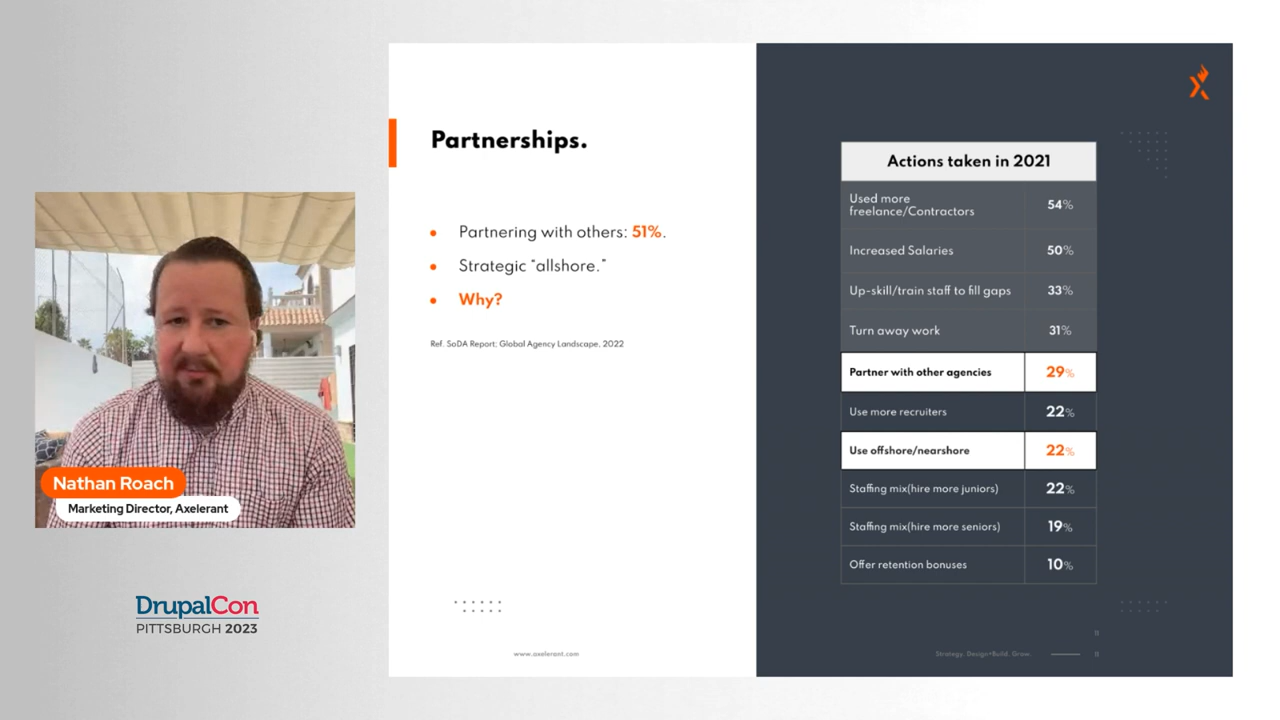 Partnerships.
• Partnering with others: 51%.
• Strategic “allshore.”
• Why?
Ref. SoDA Report; Global Agency Landscape, 2022
www.axelerant.com
Actions taken in 2021
Used more
freelance/Contractors 54%
Increased Salaries 50%
Up-skill/train staff to fill gaps 33%
Turn away work 31%
Partner with other agencies 29%
Use more recruiters 22%
Use offshore/nearshore 22%
Staffing mix(hire more juniors) 22%
Staffing mix(hire more seniors) 19%
Offer retention bonuses 10%
11
Strategy. Design+Build. Grow. 11
Nathan Roach
Marketing Director, Axelerant
DrupalCon
PITTSBURGH 2023